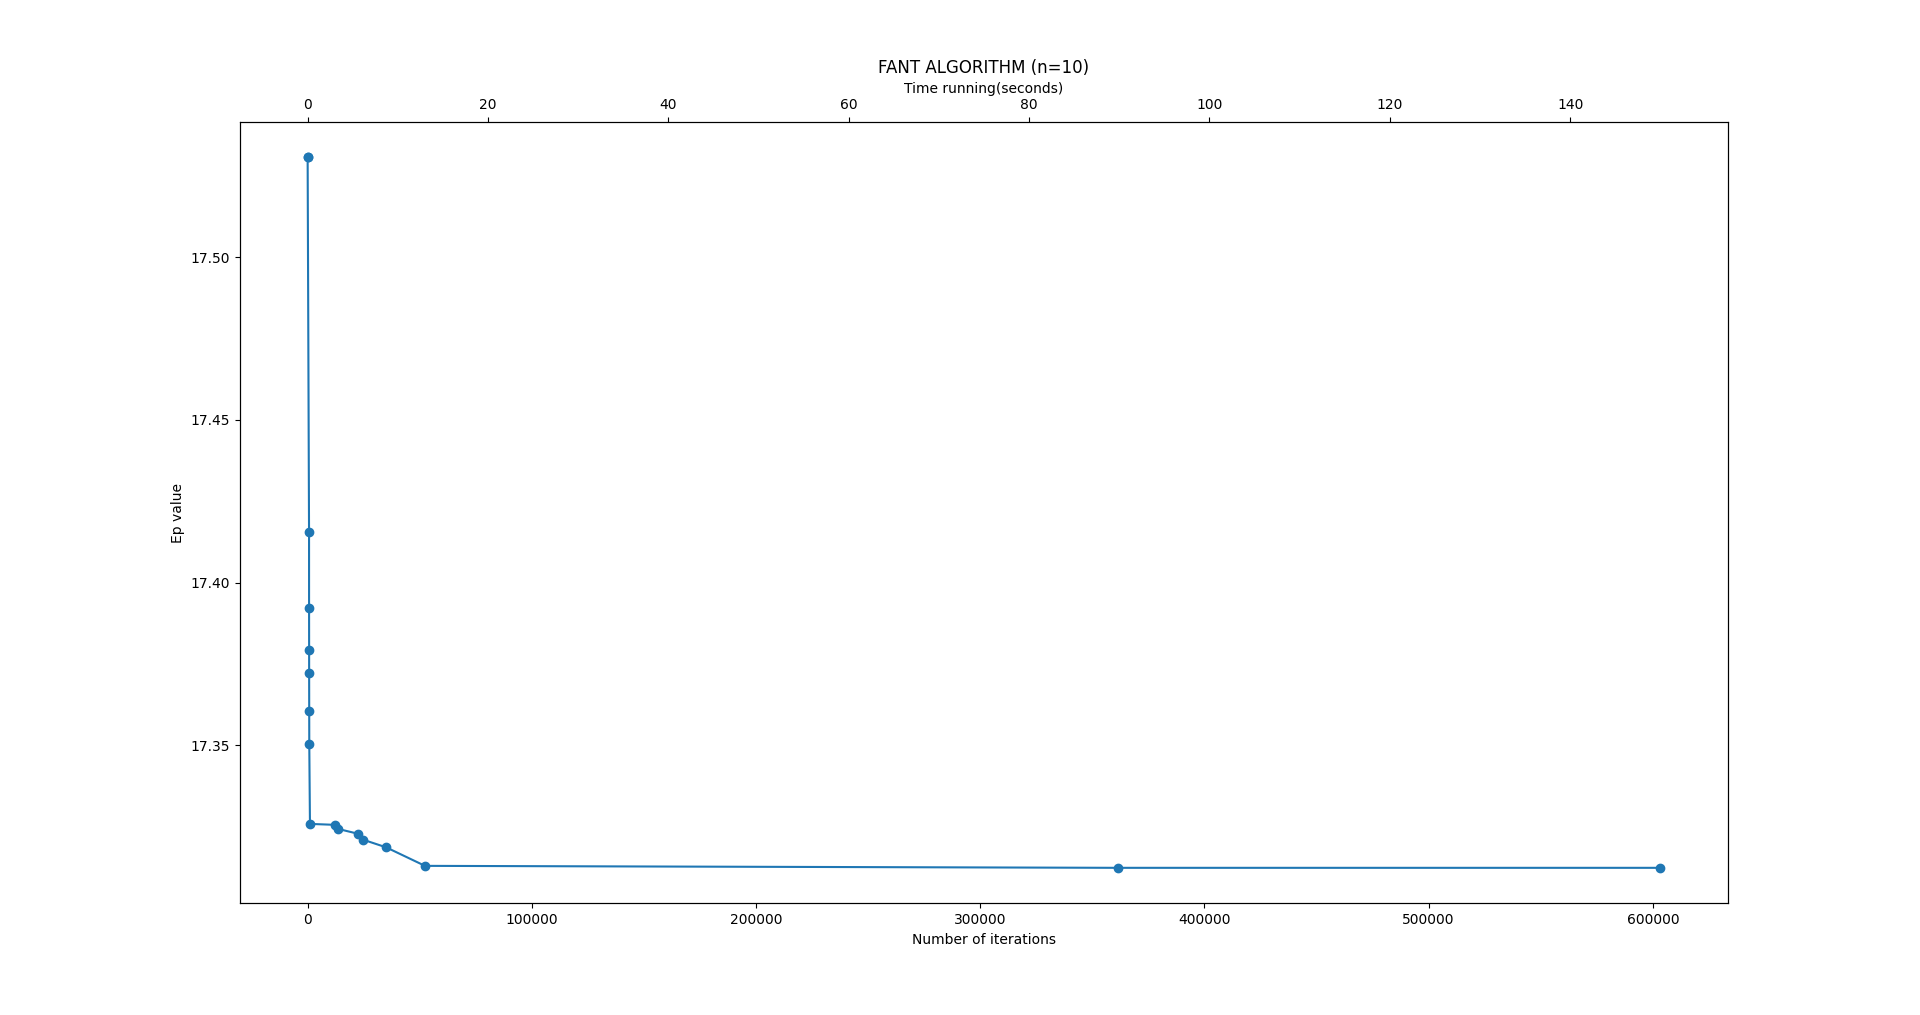 FANT ALGORITHM (n=10)
Time running(seconds)
0 20 40 60 80 100 120 140
17.50
17.45
Ep value
17.40
17.35
0 100000 200000 300000 400000 500000 600000
Number of iterations